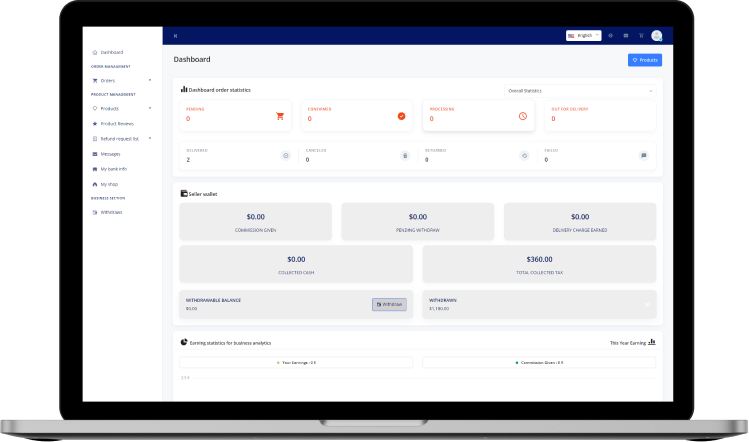 English
Dashboard
ORDER MANAGEMENT
Orders
PRODUCT MANAGEMENT
Products
Product Reviews
Refund request list
Messages
My bank info
My shop
BUSINESS SECTION
Withdraws
Dashboard
Products
Dashboard order statistics
Overall Statistics
PENDING
0
CONFIRMED
0
PROCESSING
0
OUT FOR DELIVERY
0
DELIVERED
2
CANCELED
0
RETURNED
0
FAILED
0
Seller wallet
$0.00
COMMISSION GIVEN
$0.00
PENDING WITHDRAW
$0.00
DELIVERY CHARGE EARNED
$0.00
COLLECTED CASH
$360.00
TOTAL COLLECTED TAX
WITHDRAWABLE BALANCE
$0.00
Withdraw
WITHDRAWN
$1,180.00
Earning statistics for business analytics
This Year Earning
Your Earnings : 0 ₹
Commission Given : 0 ₹